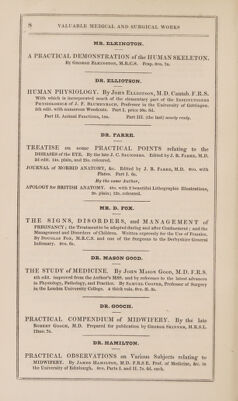 8 VALUABLE MEDICAL AND SURGICAL WORKS
MR. ELKINGTON.
A PRACTICAL DEMONSTRATION of the HUMAN SKELETON.
By GEORGE ELKINGTON, M.R.C.S. Fcap. 8vo. 7s.
DR. ELLIOTSON.
HUMAN PHYSIOLOGY. By JOHN ELLIOTSON, M.D. Cantab. F.R.S.
With which is incorporated much of the elementary part of the INSTITUTIONES
PHYSIOLOGICÆ of J. F. BLUMENBACH, Professor in the University of Gottingen.
5th edit. with numerous Woodcuts. Part I. price 10s. 6d.
Part II. Animal Functions, 14s. Part III. (the last) nearly ready.
DR. FARRE.
TREATISE on some PRACTICAL POINTS relating to the
DISEASES of the EYE. By the late J. C. SAUNDERS. Edited by J. R. FARRE, M.D.
3d edit. 12s. plain, and 20s. coloured.
JOURNAL of MORBID ANATOMY, &c. Edited by J. R. FARRE, M.D. 8vo. with
Plates. Part I. 6s.
By the same Author,
APOLOGY for BRITISH ANATOMY. 4to. with 2 beautiful Lithographic Illustrations,
9s. plain; 12s. coloured.
MR. D. FOX.
THE SIGNS, DISORDERS, and MANAGEMENT of
PREGNANCY; the Treatment to be adopted during and after Confinement; and the
Management and Disorders of Children. Written expressly for the Use of Females.
By DOUGLAS FOX, M.R.C.S. and one of the Surgeons to the Derbyshire General
Infirmary. 8vo. 6s.
DR. MASON GOOD.
THE STUDY of MEDICINE. By JOHN MASON GOOD, M.D. F.R.S.
4th edit. improved from the Author's MSS. and by reference to the latest advances
in Physiology, Pathology, and Practice. By SAMUEL COOPER, Professor of Surgery
in the London University College. 4 thick vols. 8vo.
DR. GOOCH.
PRACTICAL COMPENDIUM of MIDWIFERY. By the late
ROBERT GOOCH, M.D. Prepared for publication by GEORGE SKINNER, M.R.S.L.
12mo. 7s.
DR. HAMILTON.
PRACTICAL OBSERVATIONS on Various Subjects relating to
MIDWIFERY. By JAMES HAMILTON, M.D. F.R.S E. Prof. of Medicine, &c. in
the University of Edinburgh. 8vo. Parts I. and II. 7s. 6d. each.